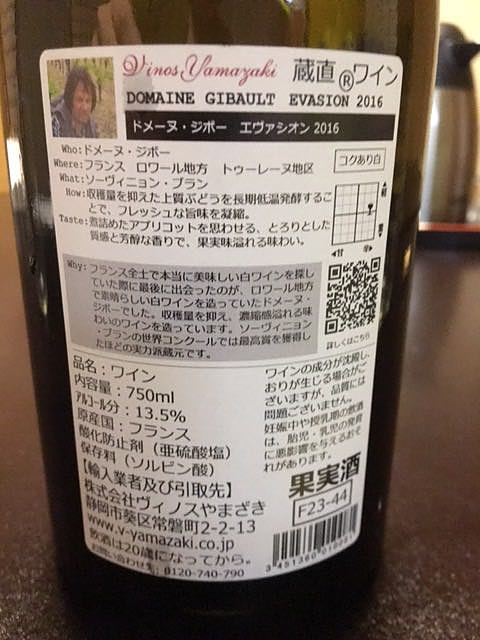 Vinos Yamazaki 蔵直®ワイン
DOMAINE GIBAULT EVASION 2016
ドメーヌ・ジボー エヴァシオン 2016
Who:ドメーヌ・ジボー
Where:フランス ロワール地方 トゥーレーヌ地区
What:ソーヴィニョン・ブラン
How:収穫量を抑えた上質ぶどうを長期低温発酵するこ
とで、フレッシュな旨味を凝縮。
Taste:煮詰めたアプリコットを思わせる、とろりとした
質感と芳醇な香りで、果実味溢れる味わい。
コクあり白
軽
重
甘 辛
Why:フランス全土で本当に美味しい白ワインを探し
ていた際に最後に出会ったのが、ロワール地方
で素晴らしい白ワインを造っていたドメーヌ・
ジボーでした。収穫量を抑え、濃縮感溢れる味
わいのワインを造っています。ソーヴィニョン
・ブランの世界コンクールでは最高賞を獲得し
たほどの実力派蔵元です。
詳しくはこちら
品名：ワイン
内容量：750ml
アルコール分：13.5%
原産国：フランス
酸化防止剤（亜硫酸塩）
保存料（ソルビン酸）
【輸入業者及び引取先】
株式会社ヴィノスやまざき
静岡市葵区常磐町2-2-13
www.v-yamazaki.co.jp
飲酒は20歳になってから。
お問い合わせ先: 0120-740-790
ワインの成分が沈殿し、
おりが生じる場合がご
ざいますが、品質には
問題ございません。
妊娠中や授乳期の飲酒
は、胎児・乳児の発育
に悪影響を与えるおそ
れがあります。
果実酒
F23-44